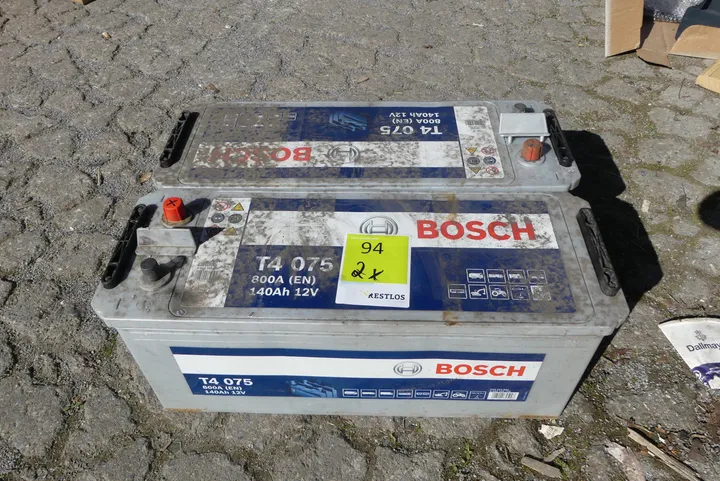 T4 075
800A (EN)
140Ah 12V
BOSCH
BOSCH
T4 075
800A (EN)
140Ah 12V
94
2x
RESTLOS
T4 075
800A (EN)
140Ah 12V
BOSCH
Dallmay